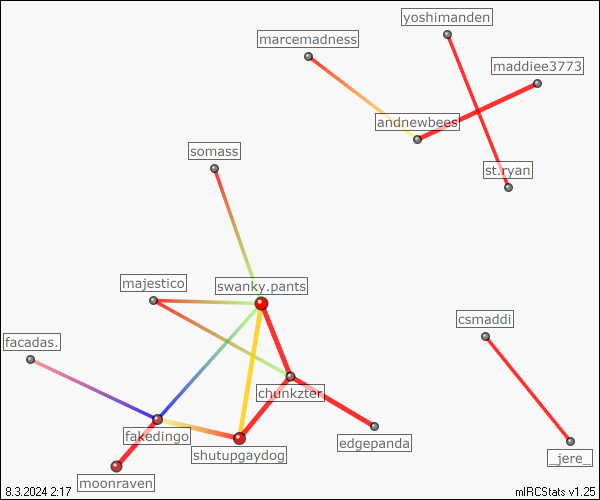 yoshimanden
marcemadness
maddiee3773
andnewbees
somass
st.ryan
majestico
swanky.pants
csmaddi
facadas.
chunkzter
fakedingo
edgepanda
shutupgaydog
_jere_
moonraven
8.3.2024 2:17
mIRCStats v1.25